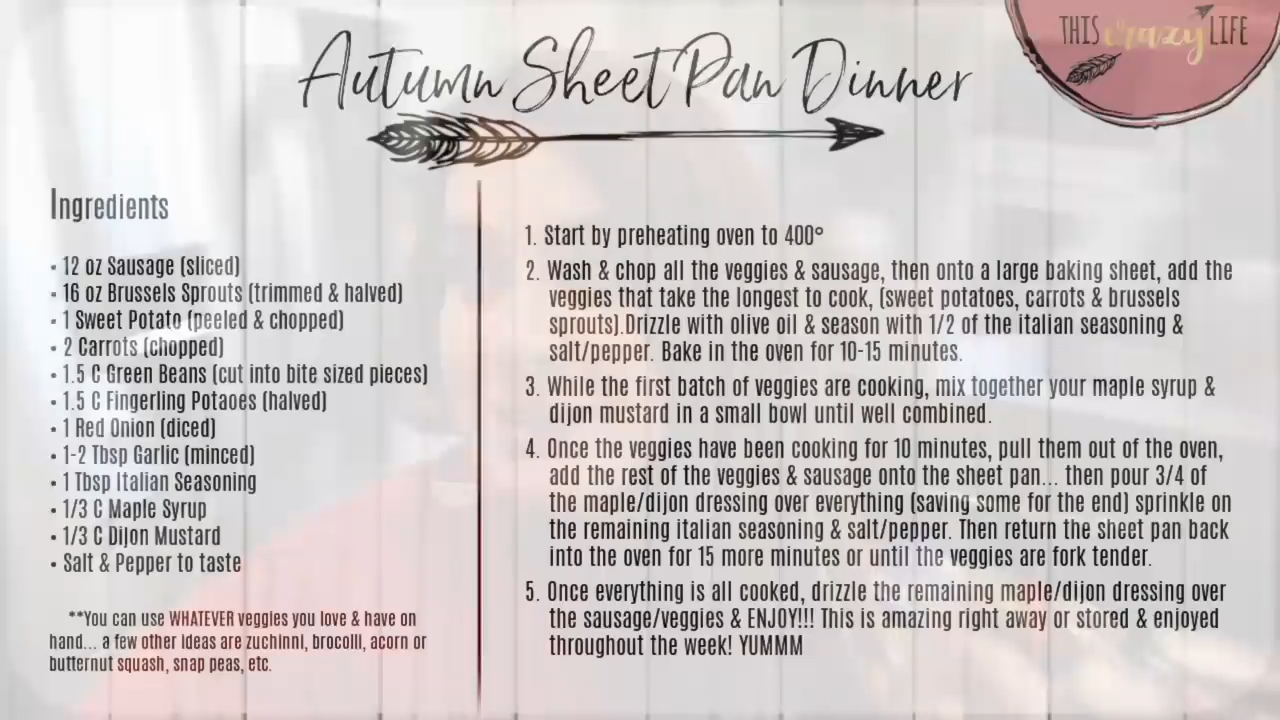 Autumn Sheet Pan Dinner
THIS crazy LIFE
Ingredients
- 12 oz Sausage (sliced)
- 16 oz Brussels Sprouts (trimmed & halved)
- 1 Sweet Potato (peeled & chopped)
- 2 Carrots (chopped)
- 1.5 C Green Beans (cut into bite sized pieces)
- 1.5 C Fingerling Potaoes (halved)
- 1 Red Onion (diced)
- 1-2 Tbsp Garlic (minced)
- 1 Tbsp Italian Seasoning
- 1/3 C Maple Syrup
- 1/3 C Dijon Mustard
- Salt & Pepper to taste
**You can use WHATEVER veggies you love & have on
hand... a few other ideas are zuchinni, brocolli, acorn or
butternut squash, snap peas, etc.
1. Start by preheating oven to 400°
2. Wash & chop all the veggies & sausage, then onto a large baking sheet, add the
veggies that take the longest to cook, (sweet potatoes, carrots & brussels
sprouts).Drizzle with olive oil & season with 1/2 of the italian seasoning &
salt/pepper. Bake in the oven for 10-15 minutes.
3. While the first batch of veggies are cooking, mix together your maple syrup &
dijon mustard in a small bowl until well combined.
4. Once the veggies have been cooking for 10 minutes, pull them out of the oven,
add the rest of the veggies & sausage onto the sheet pan... then pour 3/4 of
the maple/dijon dressing over everything (saving some for the end) sprinkle on
the remaining italian seasoning & salt/pepper. Then return the sheet pan back
into the oven for 15 more minutes or until the veggies are fork tender.
5. Once everything is all cooked, drizzle the remaining maple/dijon dressing over
the sausage/veggies & ENJOY!!! This is amazing right away or stored & enjoyed
throughout the week! YUMMM